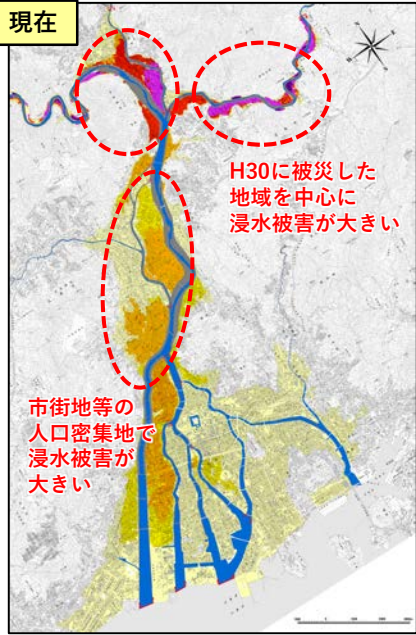 現在
H30に被災した
地域を中心に
浸水被害が大きい
市街地等の
人口密集地で
浸水被害が
大きい